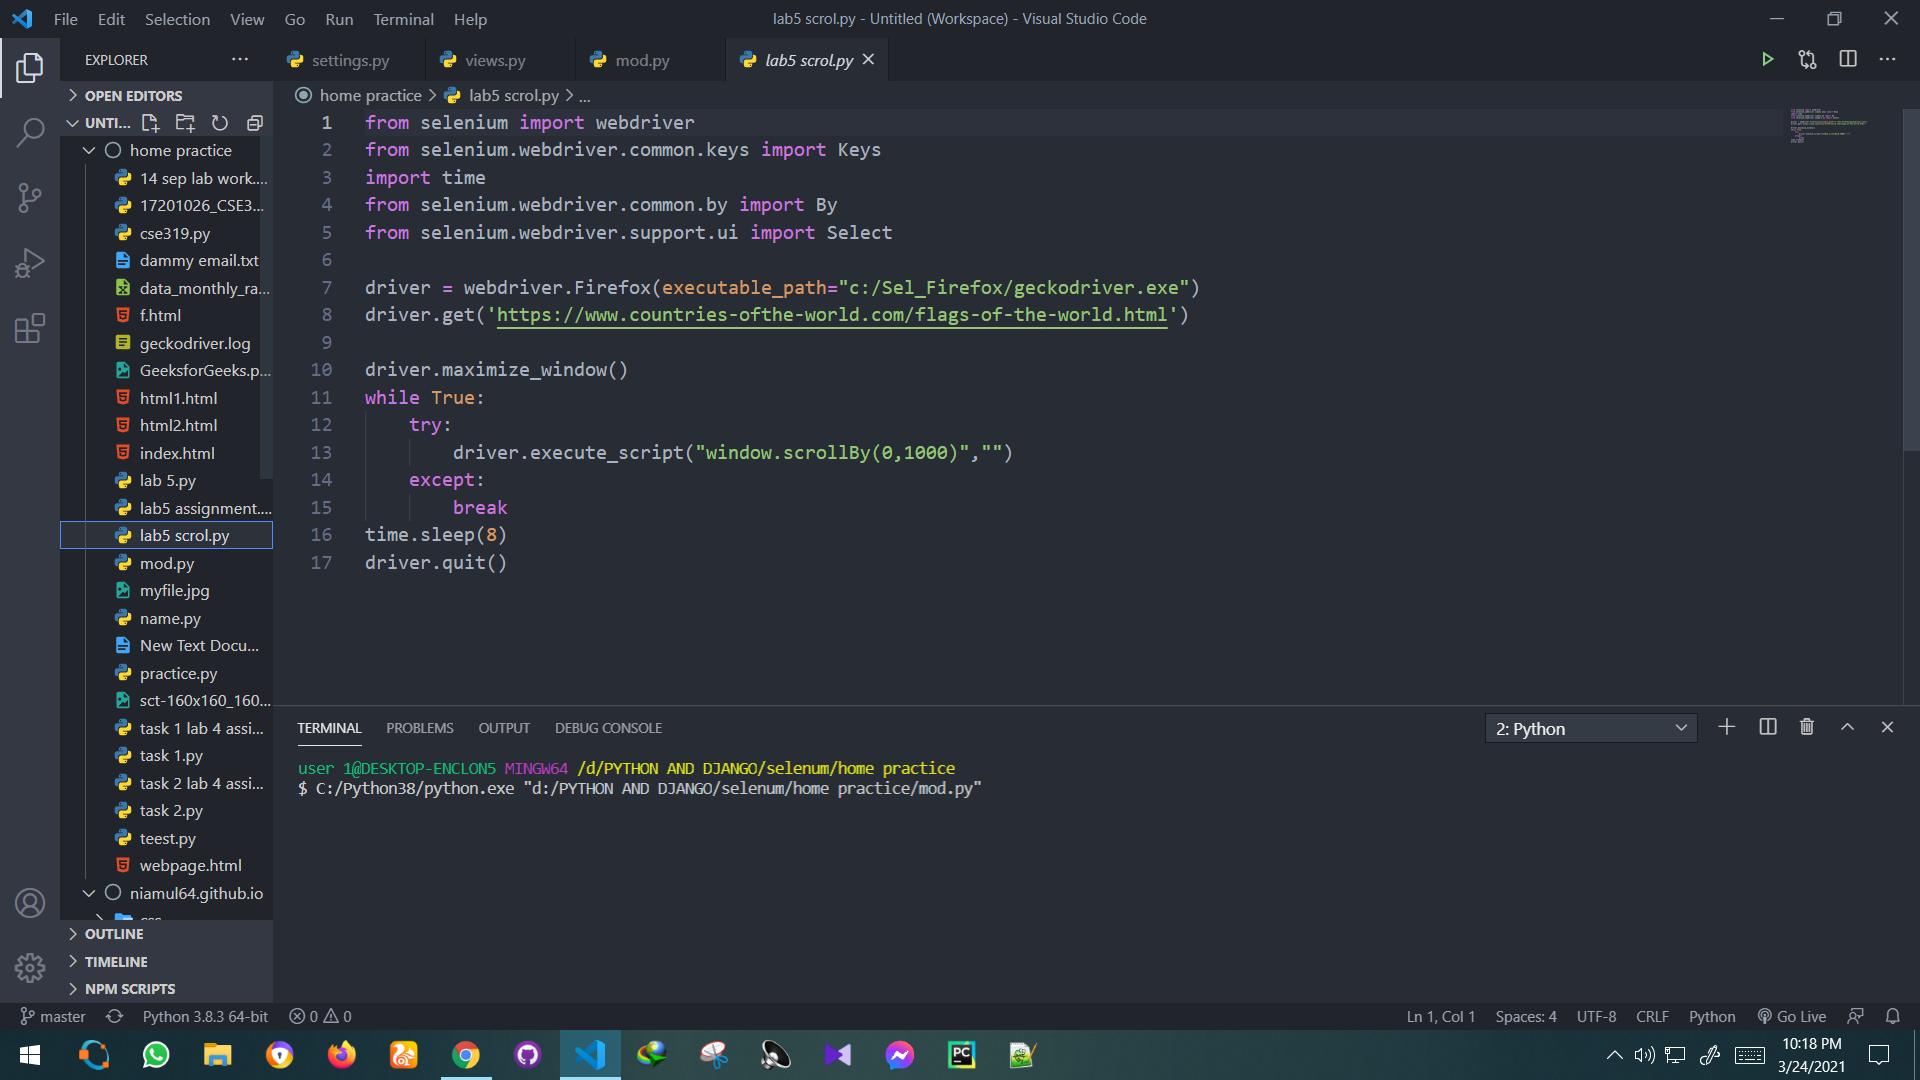 File Edit Selection View Go Run Terminal Help
lab5 scrol.py - Untitled (Workspace) - Visual Studio Code
EXPLORER
settings.py
views.py
mod.py
lab5 scrol.py
OPEN EDITORS
UNTI...
home practice
14 sep lab work....
17201026_CSE3...
cse319.py
dammy email.txt
data_monthly_ra...
f.html
geckodriver.log
GeeksforGeeks.p...
html1.html
html2.html
index.html
lab 5.py
lab5 assignment....
lab5 scrol.py
mod.py
myfile.jpg
name.py
New Text Docu...
practice.py
sct-160x160_160...
task 1 lab 4 assi...
task 1.py
task 2 lab 4 assi...
task 2.py
teest.py
webpage.html
niamul64.github.io
css
OUTLINE
TIMELINE
NPM SCRIPTS
home practice > lab5 scrol.py > ...
1 from selenium import webdriver
2 from selenium.webdriver.common.keys import Keys
3 import time
4 from selenium.webdriver.common.by import By
5 from selenium.webdriver.support.ui import Select
6
7 driver = webdriver.Firefox(executable_path="c:/Sel_Firefox/geckodriver.exe")
8 driver.get('https://www.countries-ofthe-world.com/flags-of-the-world.html')
9
10 driver.maximize_window()
11 while True:
12     try:
13         driver.execute_script("window.scrollBy(0,1000)","")
14     except:
15         break
16 time.sleep(8)
17 driver.quit()
TERMINAL PROBLEMS OUTPUT DEBUG CONSOLE
2: Python
user 1@DESKTOP-ENCLON5 MINGW64 /d/PYTHON AND DJANGO/selenum/home practice
$ C:/Python38/python.exe "d:/PYTHON AND DJANGO/selenum/home practice/mod.py"
master Python 3.8.3 64-bit 0 0
Ln 1, Col 1 Spaces: 4 UTF-8 CRLF Python Go Live
PC
10:18 PM
3/24/2021